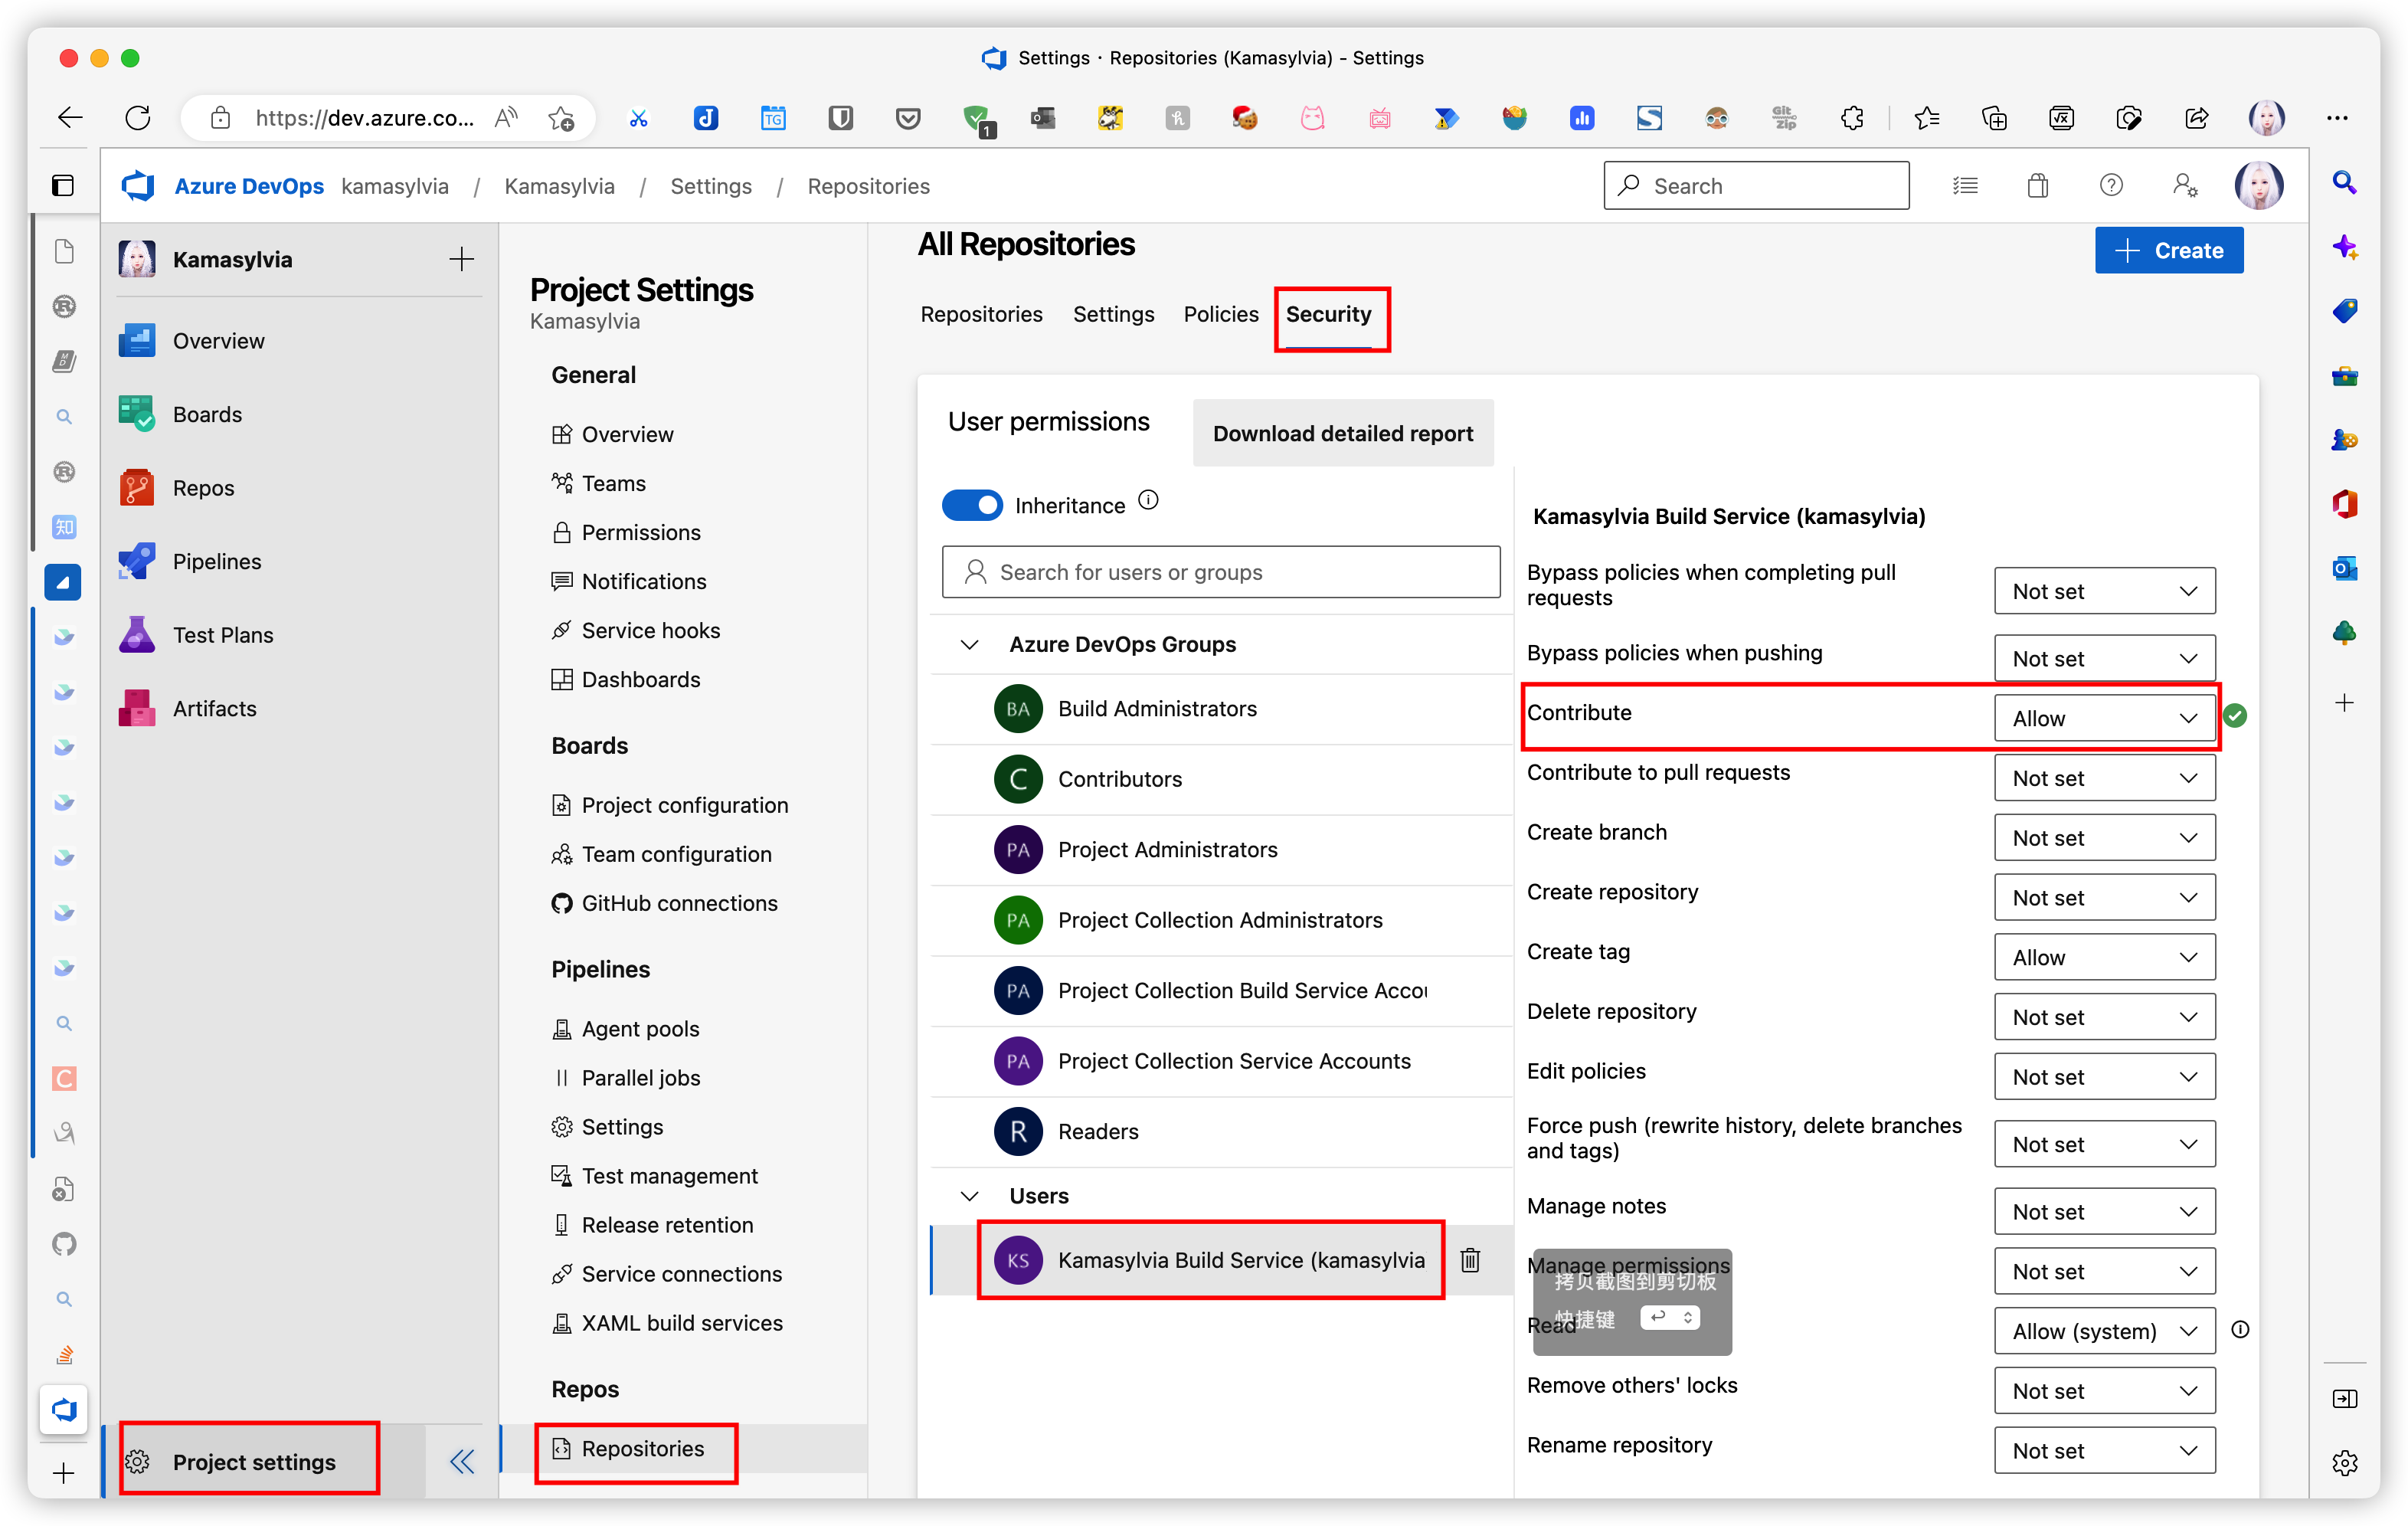 Settings · Repositories (Kamasylvia) - Settings
https://dev.azure.co...
1
Azure DevOps kamasylvia / Kamasylvia / Settings / Repositories
Search
Kamasylvia
Overview
Boards
Repos
Pipelines
Test Plans
Artifacts
Project settings
Project Settings
Kamasylvia
General
Overview
Teams
Permissions
Notifications
Service hooks
Dashboards
Boards
Project configuration
Team configuration
GitHub connections
Pipelines
Agent pools
Parallel jobs
Settings
Test management
Release retention
Service connections
XAML build services
Repos
Repositories
All Repositories
Create
Repositories Settings Policies Security
User permissions
Download detailed report
Inheritance
Search for users or groups
Azure DevOps Groups
BA Build Administrators
C Contributors
PA Project Administrators
PA Project Collection Administrators
PA Project Collection Build Service Accou
PA Project Collection Service Accounts
R Readers
Users
KS Kamasylvia Build Service (kamasylvia
Kamasylvia Build Service (kamasylvia)
Bypass policies when completing pull
requests
Not set
Bypass policies when pushing Not set
Contribute Allow
Contribute to pull requests Not set
Create branch Not set
Create repository Not set
Create tag Allow
Delete repository Not set
Edit policies Not set
Force push (rewrite history, delete branches
and tags)
Not set
Manage notes Not set
Manage permissions Not set
拷贝截图到剪切板
快捷键
Read Allow (system)
Remove others' locks Not set
Rename repository Not set